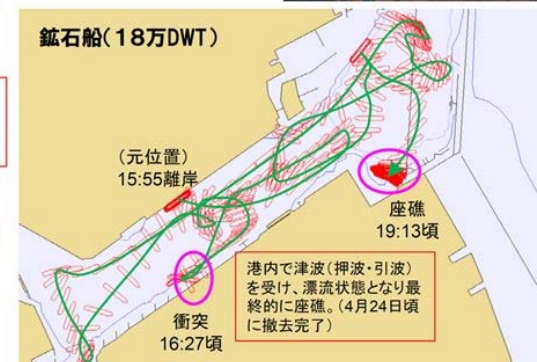 鉱石船(18万DWT)
(元位置)
15:55離岸
座礁
19:13頃
衝突
16:27頃
港内で津波(押波・引波)
を受け、漂流状態となり最
終的に座礁。(4月24日頃
に撤去完了)